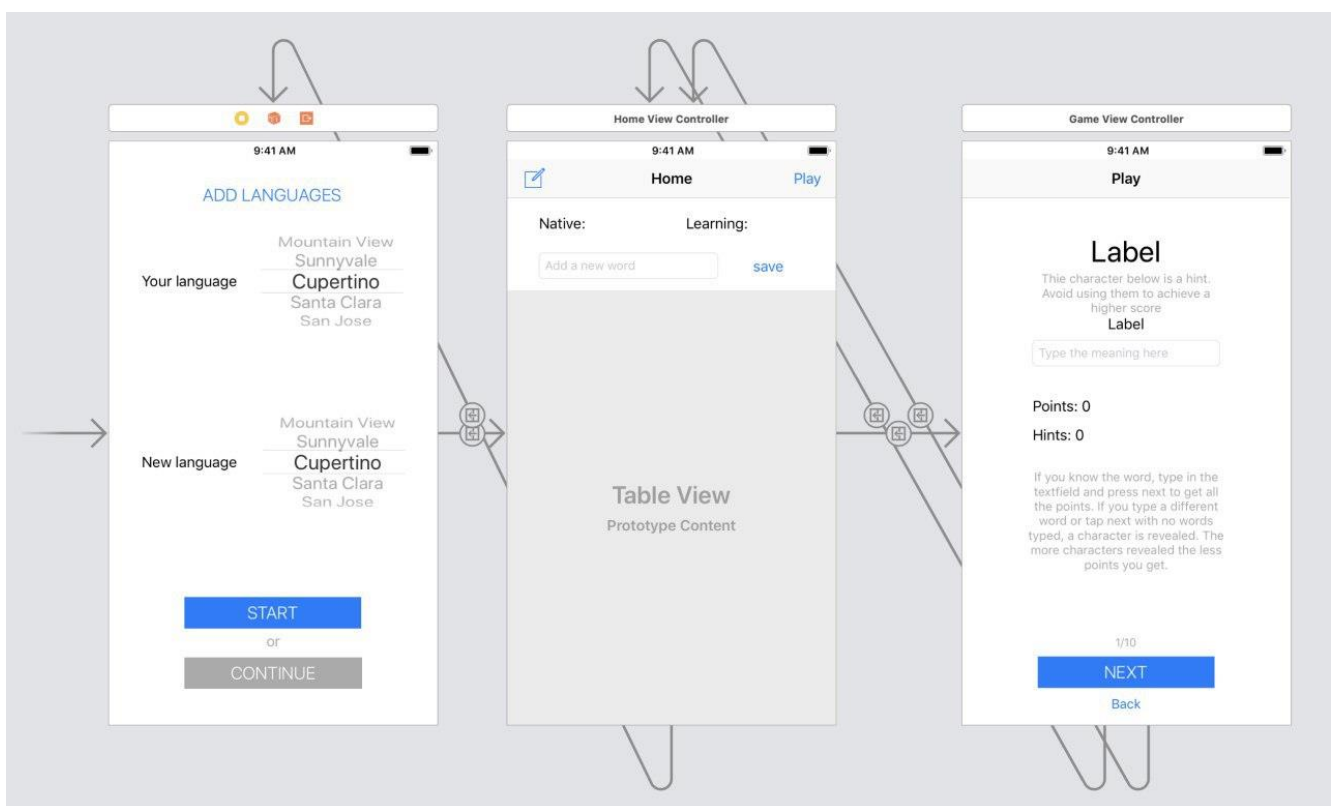 9:41 AM
ADD LANGUAGES
Your language
Mountain View
Sunnyvale
Cupertino
Santa Clara
San Jose
New language
Mountain View
Sunnyvale
Cupertino
Santa Clara
San Jose
START
or
CONTINUE
Home View Controller
9:41 AM
Home
Play
Native:
Learning:
Add a new word
save
Table View
Prototype Content
Game View Controller
9:41 AM
Play
Label
Thie character below is a hint.
Avoid using them to achieve a
higher score
Label
Type the meaning here
Points: 0
Hints: 0
If you know the word, type in the
textfield and press next to get all
the points. If you type a different
word or tap next with no words
typed, a character is revealed. The
more characters revealed the less
points you get.
1/10
NEXT
Back